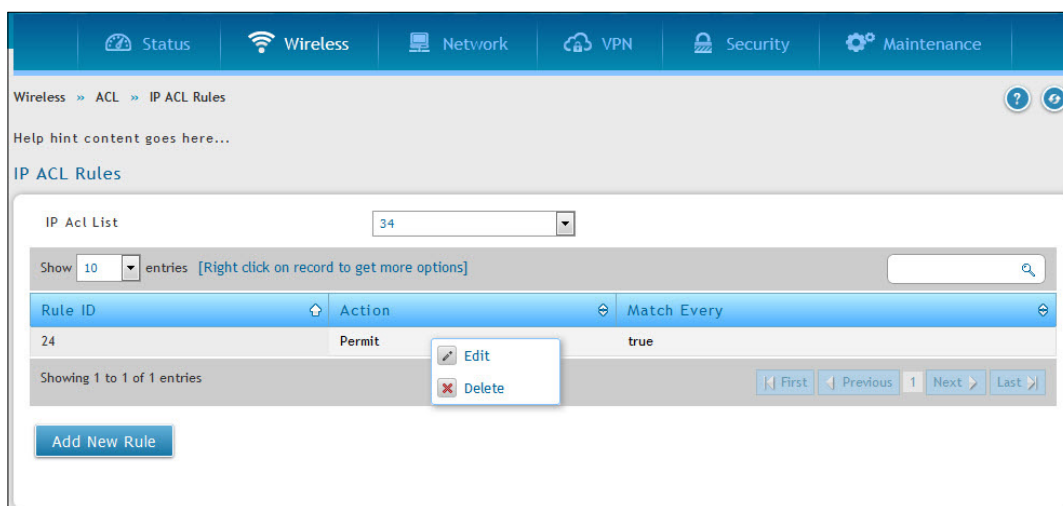 Status Wireless Network VPN Security Maintenance
Wireless » ACL » IP ACL Rules
Help hint content goes here...
IP ACL Rules
IP Acl List 34
Show 10 entries [Right click on record to get more options]
Rule ID Action Match Every
24 Permit true
Edit
Delete
Showing 1 to 1 of 1 entries First Previous 1 Next Last
Add New Rule